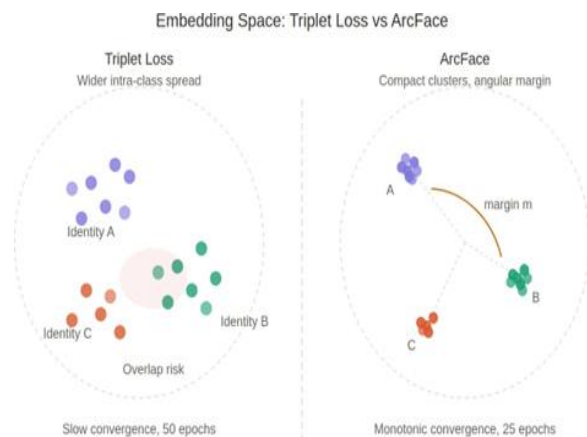 Embedding Space: Triplet Loss vs ArcFace
Triplet Loss
Wider intra-class spread
Identity A
Identity C
Identity B
Overlap risk
Slow convergence, 50 epochs
ArcFace
Compact clusters, angular margin
A
margin m
B
C
Monotonic convergence, 25 epochs